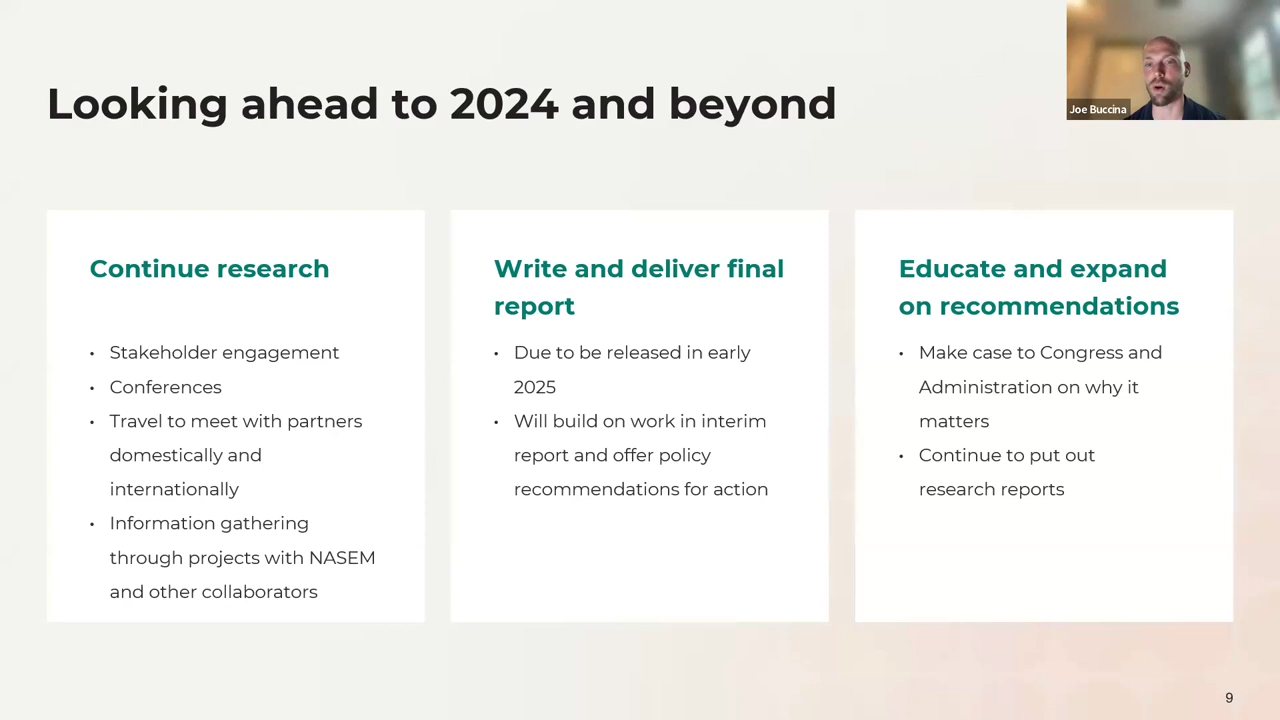 Looking ahead to 2024 and beyond
Joe Buccina
Continue research
• Stakeholder engagement
• Conferences
• Travel to meet with partners
domestically and
internationally
• Information gathering
through projects with NASEM
and other collaborators
Write and deliver final
report
• Due to be released in early
2025
• Will build on work in interim
report and offer policy
recommendations for action
Educate and expand
on recommendations
• Make case to Congress and
Administration on why it
matters
• Continue to put out
research reports
9